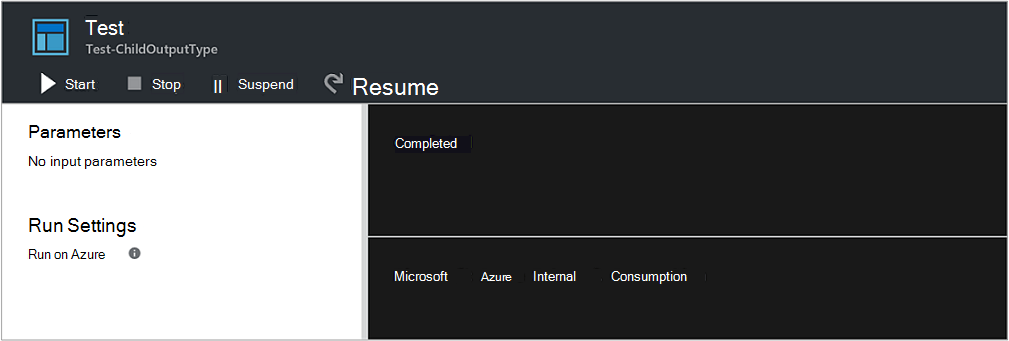 Test
Test-ChildOutputType
Start Stop Suspend Resume
Parameters
No input parameters
Run Settings
Run on Azure
Completed
Microsoft Azure Internal Consumption